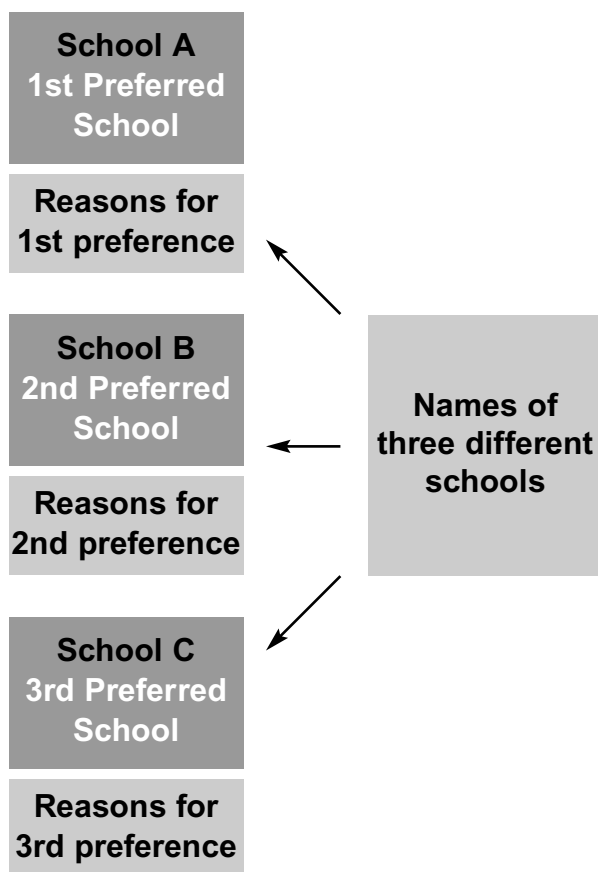 School A
1st Preferred
School
Reasons for
1st preference
School B
2nd Preferred
School
Reasons for
2nd preference
School C
3rd Preferred
School
Reasons for
3rd preference
Names of
three different
schools